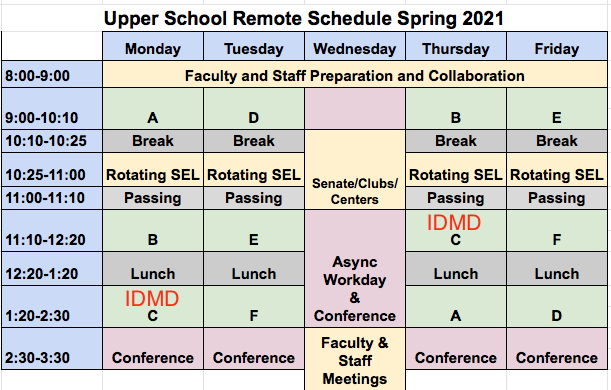 Upper School Remote Schedule Spring 2021
Monday Tuesday Wednesday Thursday Friday
8:00-9:00 Faculty and Staff Preparation and Collaboration
9:00-10:10 A D B E
10:10-10:25 Break Break Break Break
10:25-11:00 Rotating SEL Rotating SEL Rotating SEL Rotating SEL
Senate/Clubs/
Centers
11:00-11:10 Passing Passing Passing Passing
IDMD
11:10-12:20 B E C F
Async
Workday
&
Conference
12:20-1:20 Lunch Lunch Lunch Lunch
IDMD
1:20-2:30 C F A D
2:30-3:30 Conference Conference Conference Conference
Faculty &
Staff
Meetings